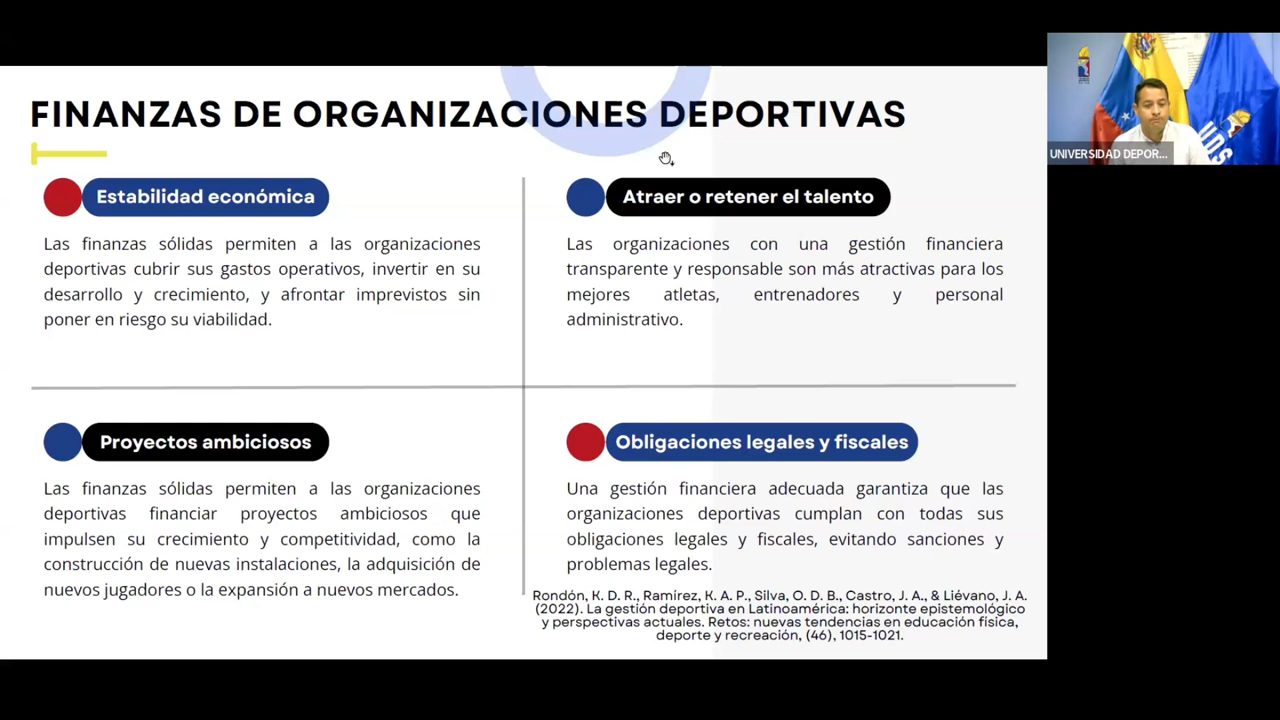 FINANZAS DE ORGANIZACIONES DEPORTIVAS
Estabilidad económica
Las finanzas sólidas permiten a las organizaciones
deportivas cubrir sus gastos operativos, invertir en su
desarrollo y crecimiento, y afrontar imprevistos sin
poner en riesgo su viabilidad.
Atraer o retener el talento
Las organizaciones con una gestión financiera
transparente y responsable son más atractivas para los
mejores atletas, entrenadores y personal
administrativo.
Proyectos ambiciosos
Las finanzas sólidas permiten a las organizaciones
deportivas financiar proyectos ambiciosos que
impulsen su crecimiento y competitividad, como la
construcción de nuevas instalaciones, la adquisición de
nuevos jugadores o la expansión a nuevos mercados.
Obligaciones legales y fiscales
Una gestión financiera adecuada garantiza que las
organizaciones deportivas cumplan con todas sus
obligaciones legales y fiscales, evitando sanciones y
problemas legales.
Rondón, K. D. R., Ramirez, K. A. P., Silva, O. D. B., Castro, J. A., & Liévano, J. A.
(2022). La gestión deportiva en Latinoamérica: horizonte epistemológico
y perspectivas actuales. Retos: nuevas tendencias en educación física,
deporte y recreación, (46), 1015-1021.
UNIVERSIDAD DEPOR...
UDS